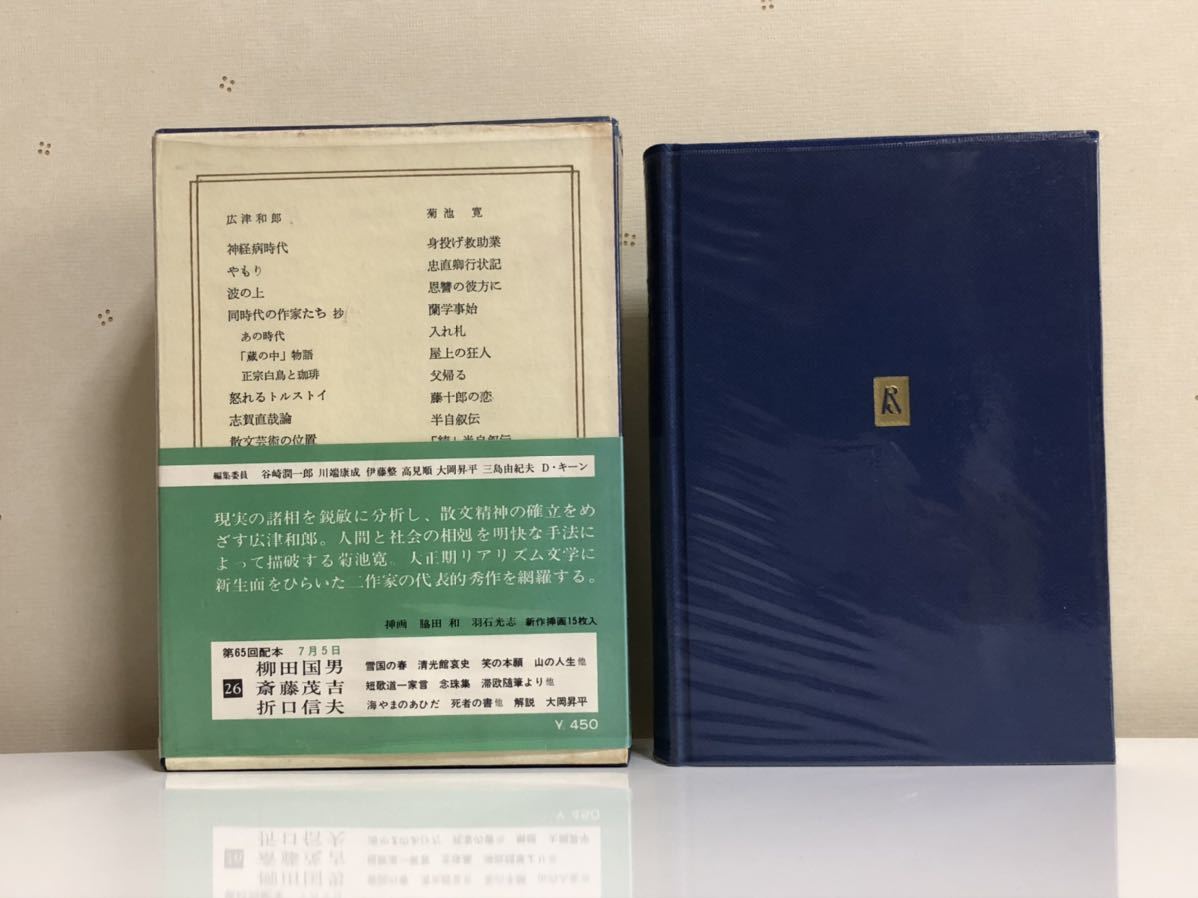 広津和郎
神経病時代
やもり
波の上
同時代の作家たち 抄
あの時代
「蔵の中」物語
正宗白鳥と珈琲
怒れるトルストイ
志賀直哉論
散文芸術の位置
菊池 寛
身投げ救助業
忠直卿行状記
恩讐の彼方に
蘭学事始
入れ札
屋上の狂人
父帰る
藤十郎の恋
半自叙伝
「続」半自叙伝
編集委員 谷崎潤一郎 川端康成 伊藤整 高見順 大岡昇平 三島由紀夫 D・キーン
現実の諸相を鋭敏に分析し、散文精神の確立をめ
ざす広津和郎。人間と社会の相剋を明快な手法に
よって描破する菊池寛。大正期リアリズム文学に
新生面をひらいた二作家の代表的秀作を網羅する。
挿画 脇田 和 羽石光志 新作挿画15枚入
第65回配本 7月5日
26
柳田国男 雪国の春 清光館哀史 笑の本願 山の人生他
斎藤茂吉 短歌道一家言 念珠集 滞欧随筆より他
折口信夫 海やまのあひだ 死者の書他 解説 大岡昇平
¥ 450